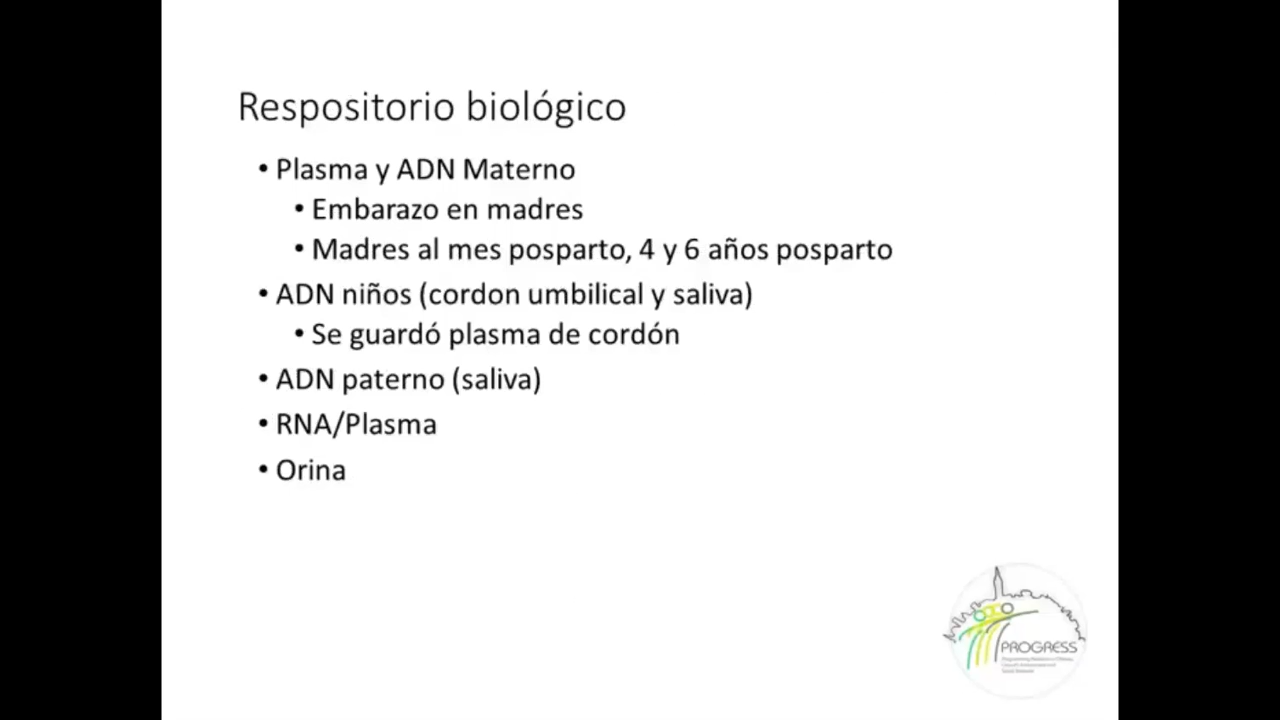 Respositorio biológico
• Plasma y ADN Materno
• Embarazo en madres
• Madres al mes posparto, 4 y 6 años posparto
• ADN niños (cordon umbilical y saliva)
• Se guardó plasma de cordón
• ADN paterno (saliva)
• RNA/Plasma
• Orina
PROGRESS